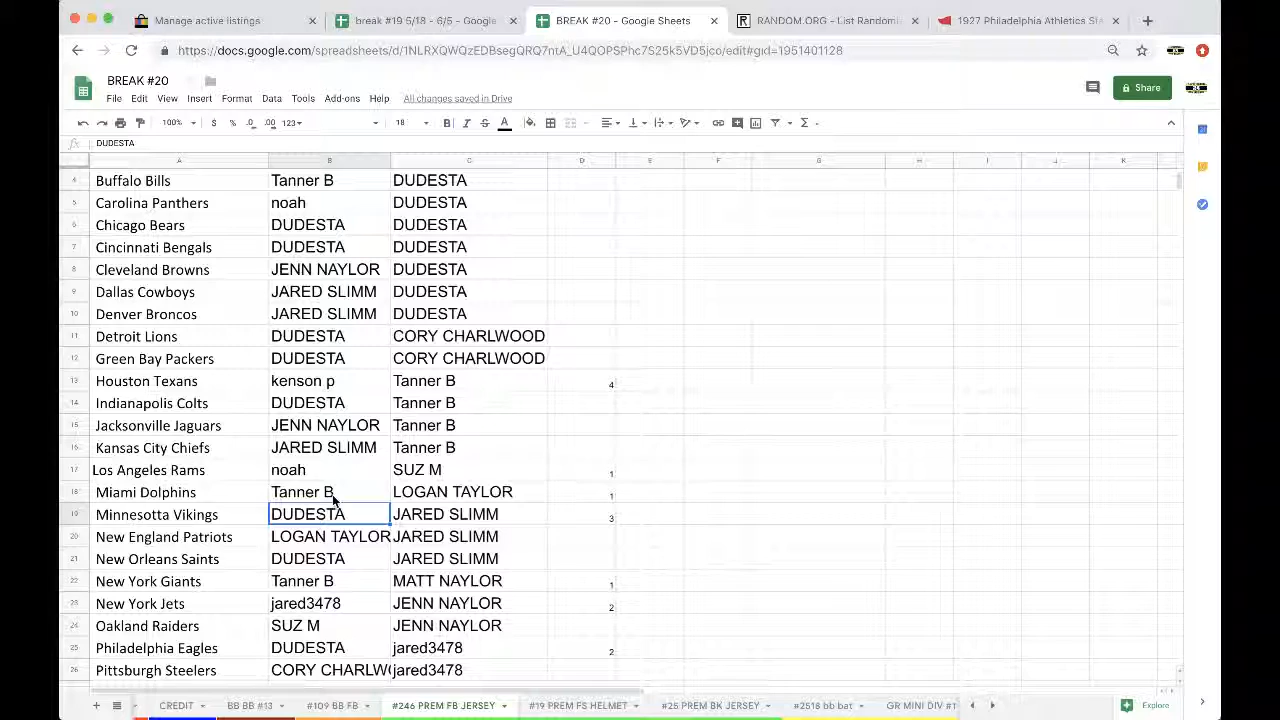 Manage active listings
break #19 5/18 - 6/5 - Google
BREAK #20 - Google Sheets
RANDOM.ORG - Randomi
1927 Philadelphia Athletics St
https://docs.google.com/spreadsheets/d/1NLRXQWQzEDBsegQRQ7ntA_U4QOPSPhc7S25k5VD5jco/edit#gid=1951401128
BREAK #20
File Edit View Insert Format Data Tools Add-ons Help All changes saved in Drive
Share
100% $ % .0 .00 123 18 B I S A
fx DUDESTA
A B C D E F G H I J K
4 Buffalo Bills Tanner B DUDESTA
5 Carolina Panthers noah DUDESTA
6 Chicago Bears DUDESTA DUDESTA
7 Cincinnati Bengals DUDESTA DUDESTA
8 Cleveland Browns JENN NAYLOR DUDESTA
9 Dallas Cowboys JARED SLIMM DUDESTA
10 Denver Broncos JARED SLIMM DUDESTA
11 Detroit Lions DUDESTA CORY CHARLWOOD
12 Green Bay Packers DUDESTA CORY CHARLWOOD
13 Houston Texans kenson p Tanner B 4
14 Indianapolis Colts DUDESTA Tanner B
15 Jacksonville Jaguars JENN NAYLOR Tanner B
16 Kansas City Chiefs JARED SLIMM Tanner B
17 Los Angeles Rams noah SUZ M 1
18 Miami Dolphins Tanner B LOGAN TAYLOR 1
19 Minnesotta Vikings DUDESTA JARED SLIMM 3
20 New England Patriots LOGAN TAYLOR JARED SLIMM
21 New Orleans Saints DUDESTA JARED SLIMM
22 New York Giants Tanner B MATT NAYLOR 1
23 New York Jets jared3478 JENN NAYLOR 2
24 Oakland Raiders SUZ M JENN NAYLOR
25 Philadelphia Eagles DUDESTA jared3478 2
26 Pittsburgh Steelers CORY CHARLW jared3478
CREDIT BB BB #13 #109 BB FB #246 PREM FB JERSEY #19 PREM FS HELMET #25 PREM BK JERSEY #2518 bb bat GR MINI DIV #1 Explore